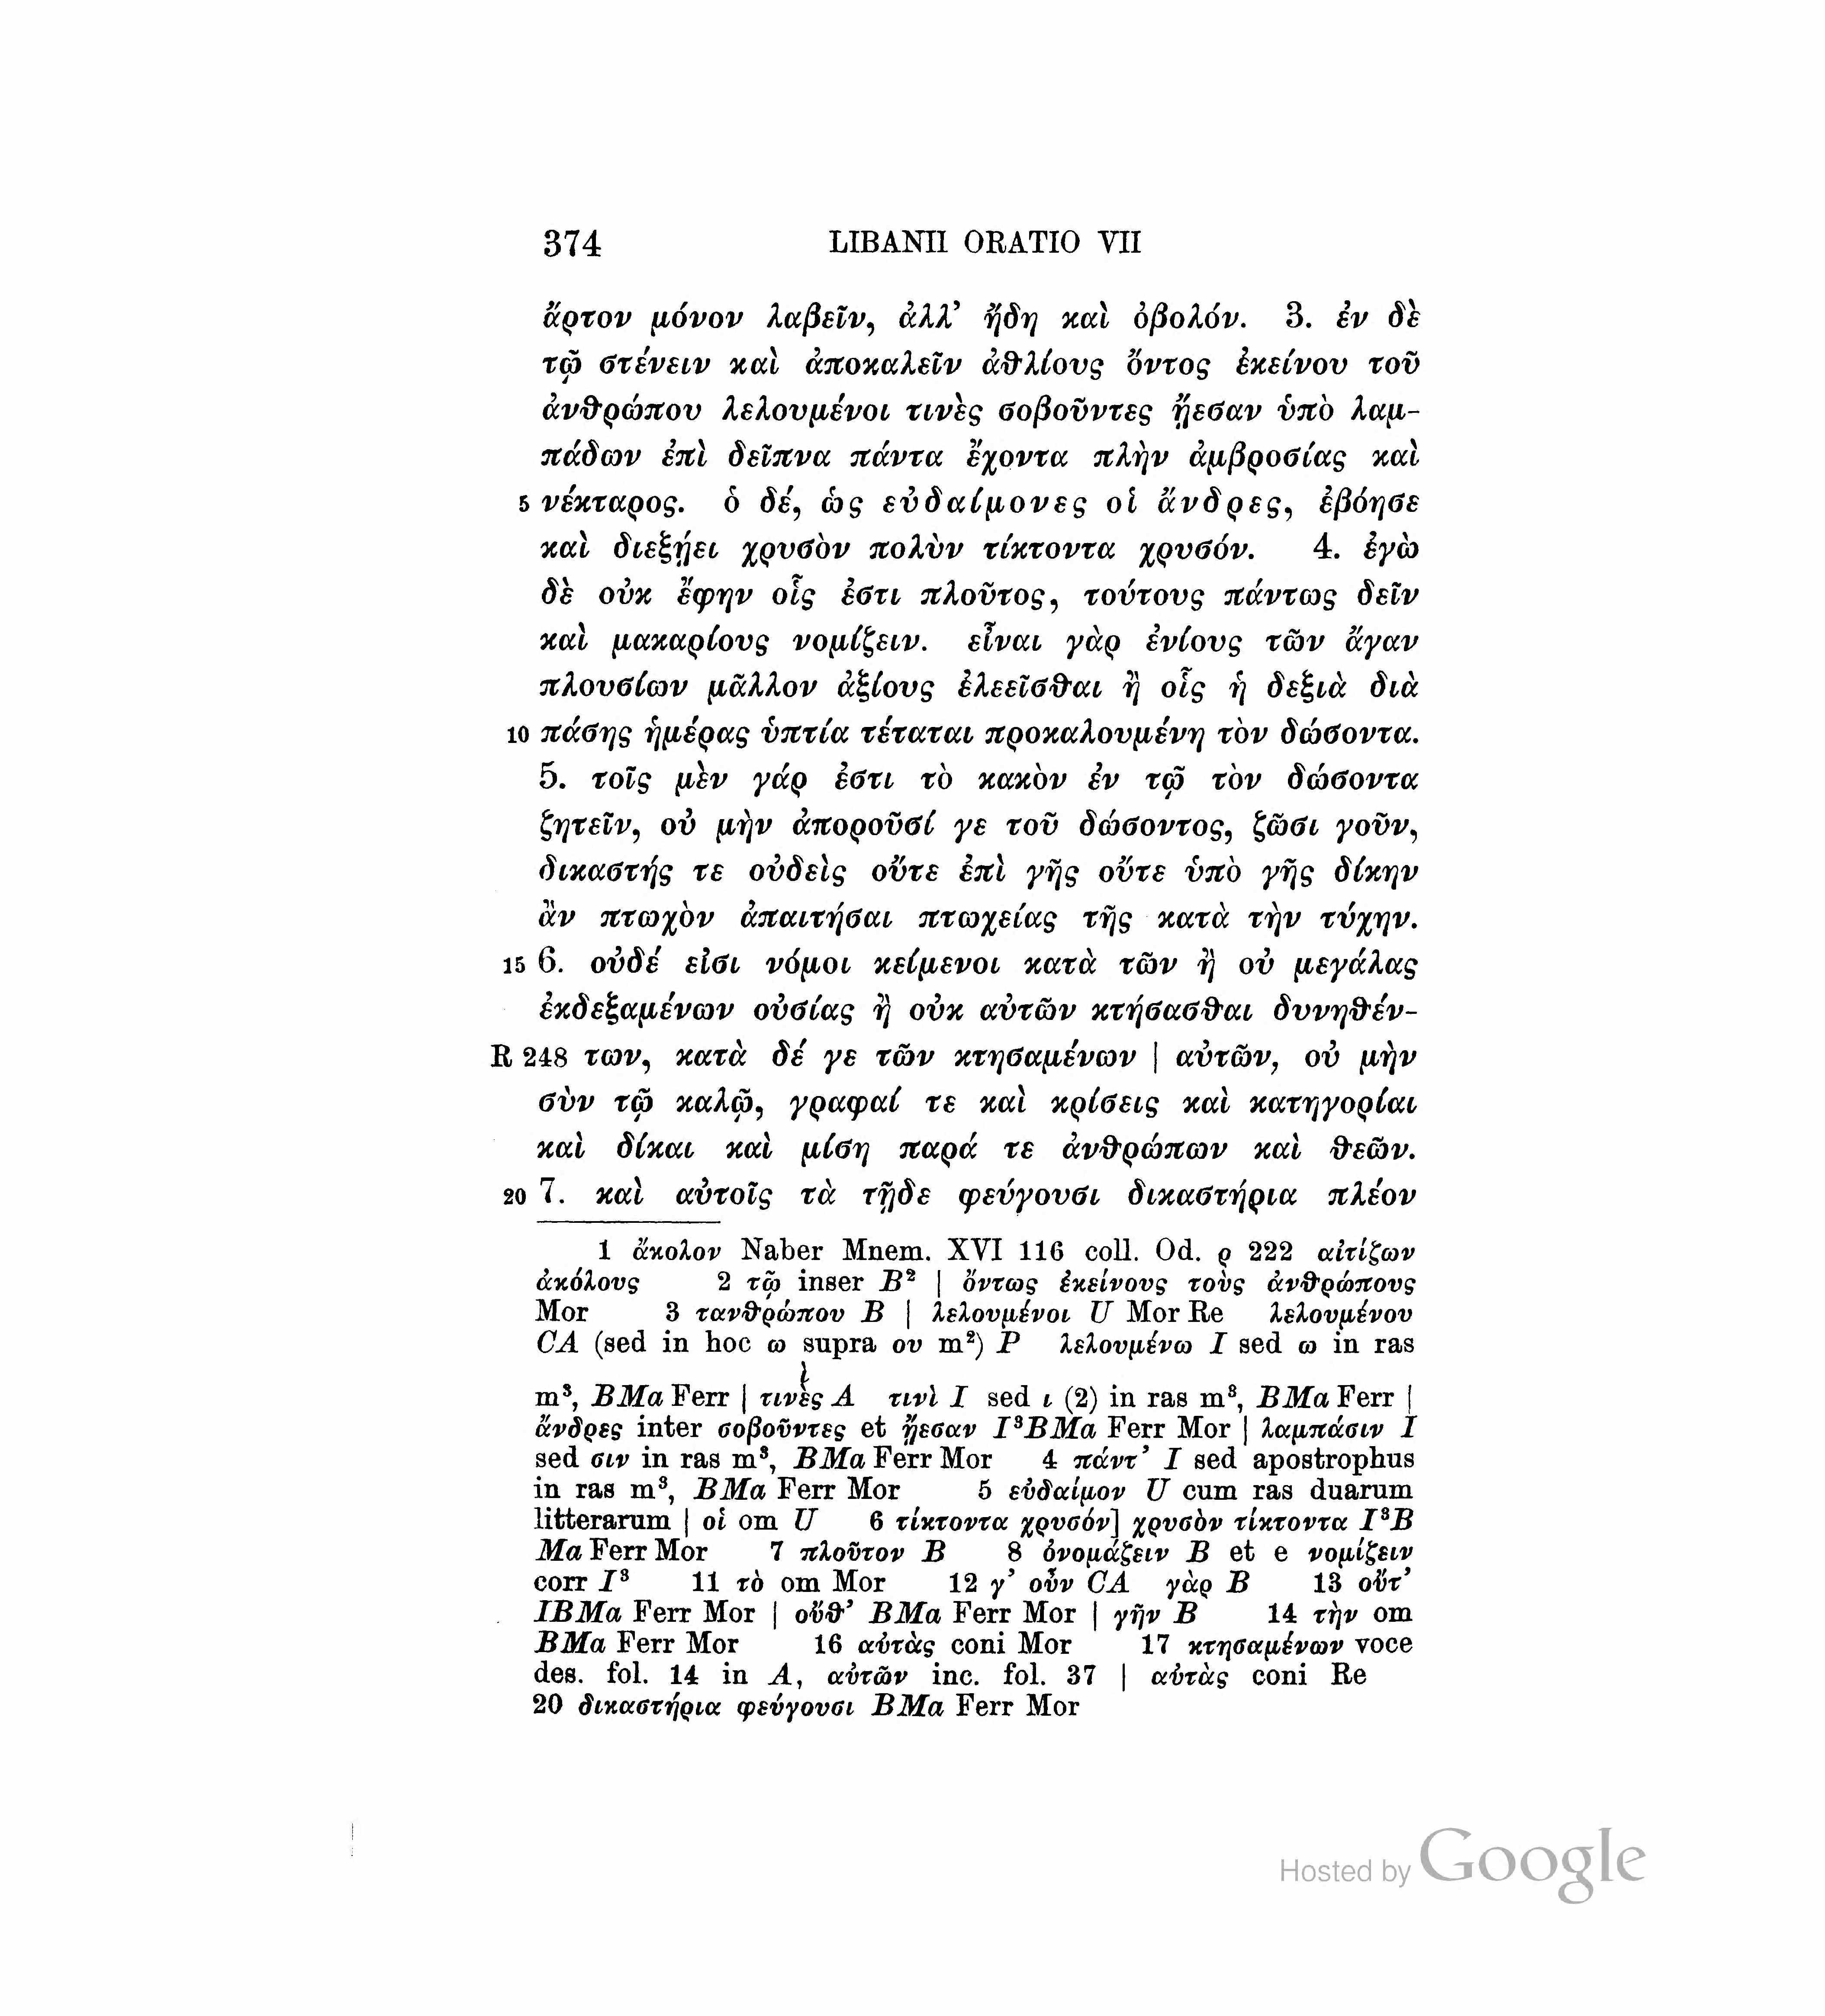 374 LIBANII ORATIO VII
ἄρτον μόνον λαβεῖν, ἀλλ’ ἤδη καὶ ὀβολόν. 3. ἐν δὲ
τῷ στένειν καὶ ἀποκαλεῖν ἀθλίους ὄντος ἐκείνου τοῦ
ἀνθρώπου λελουμένοι τινὲς σοβοῦντες ᾔεσαν ὑπὸ λαμ-
πάδων ἐπὶ δεῖπνα πάντα ἔχοντα πλὴν ἀμβροσίας καὶ
5 νέκταρος. ὁ δέ, ὡς εὐδαίμονες οἱ ἄνδρες, ἐβόησε
καὶ διεξῄει χρυσὸν πολὺν τίκτοντα χρυσόν. 4. ἐγὼ
δὲ οὐκ ἔφην οἷς ἐστι πλοῦτος, τούτους πάντως δεῖν
καὶ μακαρίους νομίζειν. εἶναι γὰρ ἐνίους τῶν ἄγαν
πλουσίων μᾶλλον ἀξίους ἐλεεῖσθαι ἢ οἷς ἡ δεξιὰ διὰ
10 πάσης ἡμέρας ὑπτία τέταται προκαλουμένη τὸν δώσοντα.
5. τοῖς μὲν γάρ ἐστι τὸ κακὸν ἐν τῷ τὸν δώσοντα
ζητεῖν, οὐ μὴν ἀποροῦσί γε τοῦ δώσοντος, ζῶσι γοῦν,
δικαστής τε οὐδεὶς οὔτε ἐπὶ γῆς οὔτε ὑπὸ γῆς δίκην
ἂν πτωχὸν ἀπαιτήσαι πτωχείας τῆς κατὰ τὴν τύχην.
15 6. οὐδέ εἰσι νόμοι κείμενοι κατὰ τῶν ἢ οὐ μεγάλας
ἐκδεξαμένων οὐσίας ἢ οὐκ αὐτῶν κτήσασθαι δυνηθέν-
R 248 των, κατὰ δέ γε τῶν κτησαμένων | αὐτῶν, οὐ μὴν
σὺν τῷ καλῷ, γραφαί τε καὶ κρίσεις καὶ κατηγορίαι
καὶ δίκαι καὶ μίση παρά τε ἀνθρώπων καὶ θεῶν.
20 7. καὶ αὐτοῖς τὰ τῇδε φεύγουσι δικαστήρια πλέον
1 ἄκολον Naber Mnem. XVI 116 coll. Od. ρ 222 αἰτίζων
ἀκόλους 2 τῷ inser B² | ὄντως ἐκείνους τοὺς ἀνθρώπους
Mor 3 τανθρώπου B | λελουμένοι U Mor Re λελουμένου
CA (sed in hoc ω supra ου m²) P λελουμένω I sed ω in ras
m³, BMa Ferr | τινὲς A τινὶ I sed ι (2) in ras m³, BMa Ferr |
ἄνδρες inter σοβοῦντες et ᾔεσαν I³BMa Ferr Mor | λαμπάσιν I
sed σιν in ras m³, BMa Ferr Mor 4 πάντ’ I sed apostrophus
in ras m³, BMa Ferr Mor 5 εὐδαίμον U cum ras duarum
litterarum | οἱ om U 6 τίκτοντα χρυσόν] χρυσὸν τίκτοντα I³B
Ma Ferr Mor 7 πλοῦτον B 8 ὀνομάζειν B et e νομίζειν
corr I³ 11 τὸ om Mor 12 γ’ οὖν CA γὰρ B 13 οὔτ’
IBMa Ferr Mor | οὔθ’ BMa Ferr Mor | γῆν B 14 τὴν om
BMa Ferr Mor 16 αὐτὰς coni Mor 17 κτησαμένων voce
des. fol. 14 in A, αὐτῶν inc. fol. 37 | αὐτὰς coni Re
20 δικαστήρια φεύγουσι BMa Ferr Mor
Hosted by Google